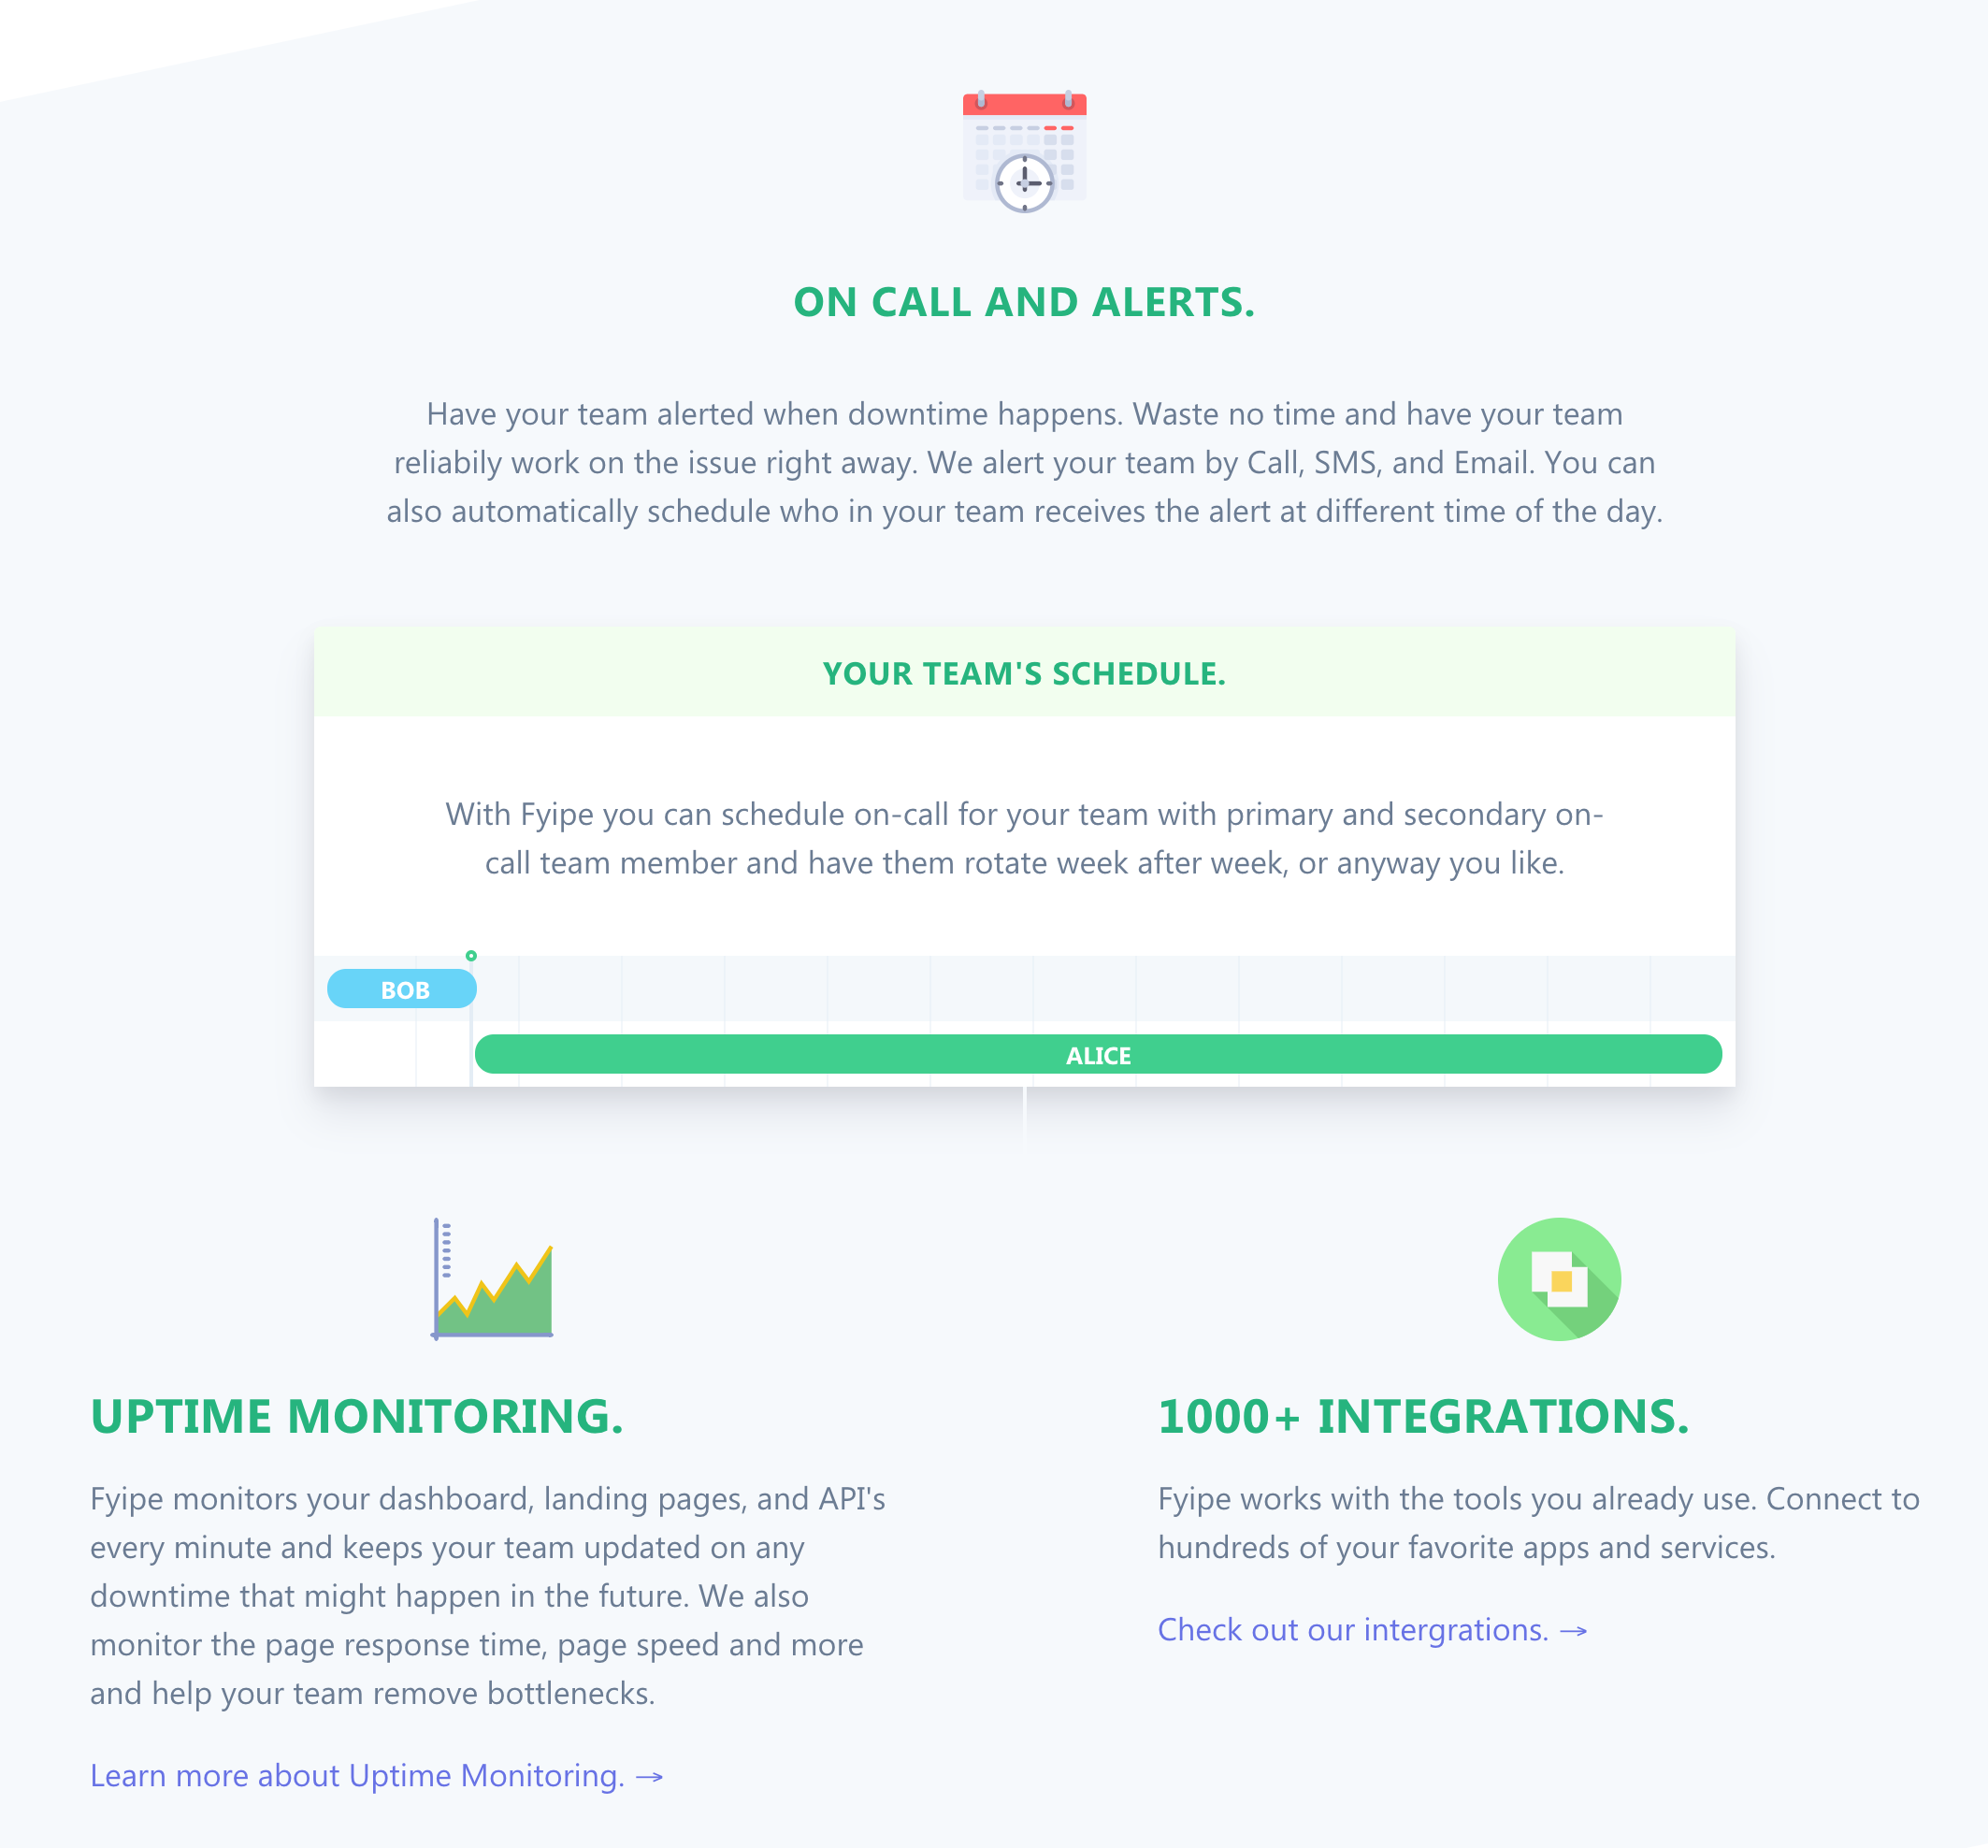 ON CALL AND ALERTS.
Have your team alerted when downtime happens. Waste no time and have your team
reliabily work on the issue right away. We alert your team by Call, SMS, and Email. You can
also automatically schedule who in your team receives the alert at different time of the day.
YOUR TEAM'S SCHEDULE.
With Fyipe you can schedule on-call for your team with primary and secondary on-
call team member and have them rotate week after week, or anyway you like.
BOB
ALICE
UPTIME MONITORING.
Fyipe monitors your dashboard, landing pages, and API's
every minute and keeps your team updated on any
downtime that might happen in the future. We also
monitor the page response time, page speed and more
and help your team remove bottlenecks.
Learn more about Uptime Monitoring. →
1000+ INTEGRATIONS.
Fyipe works with the tools you already use. Connect to
hundreds of your favorite apps and services.
Check out our intergrations. →